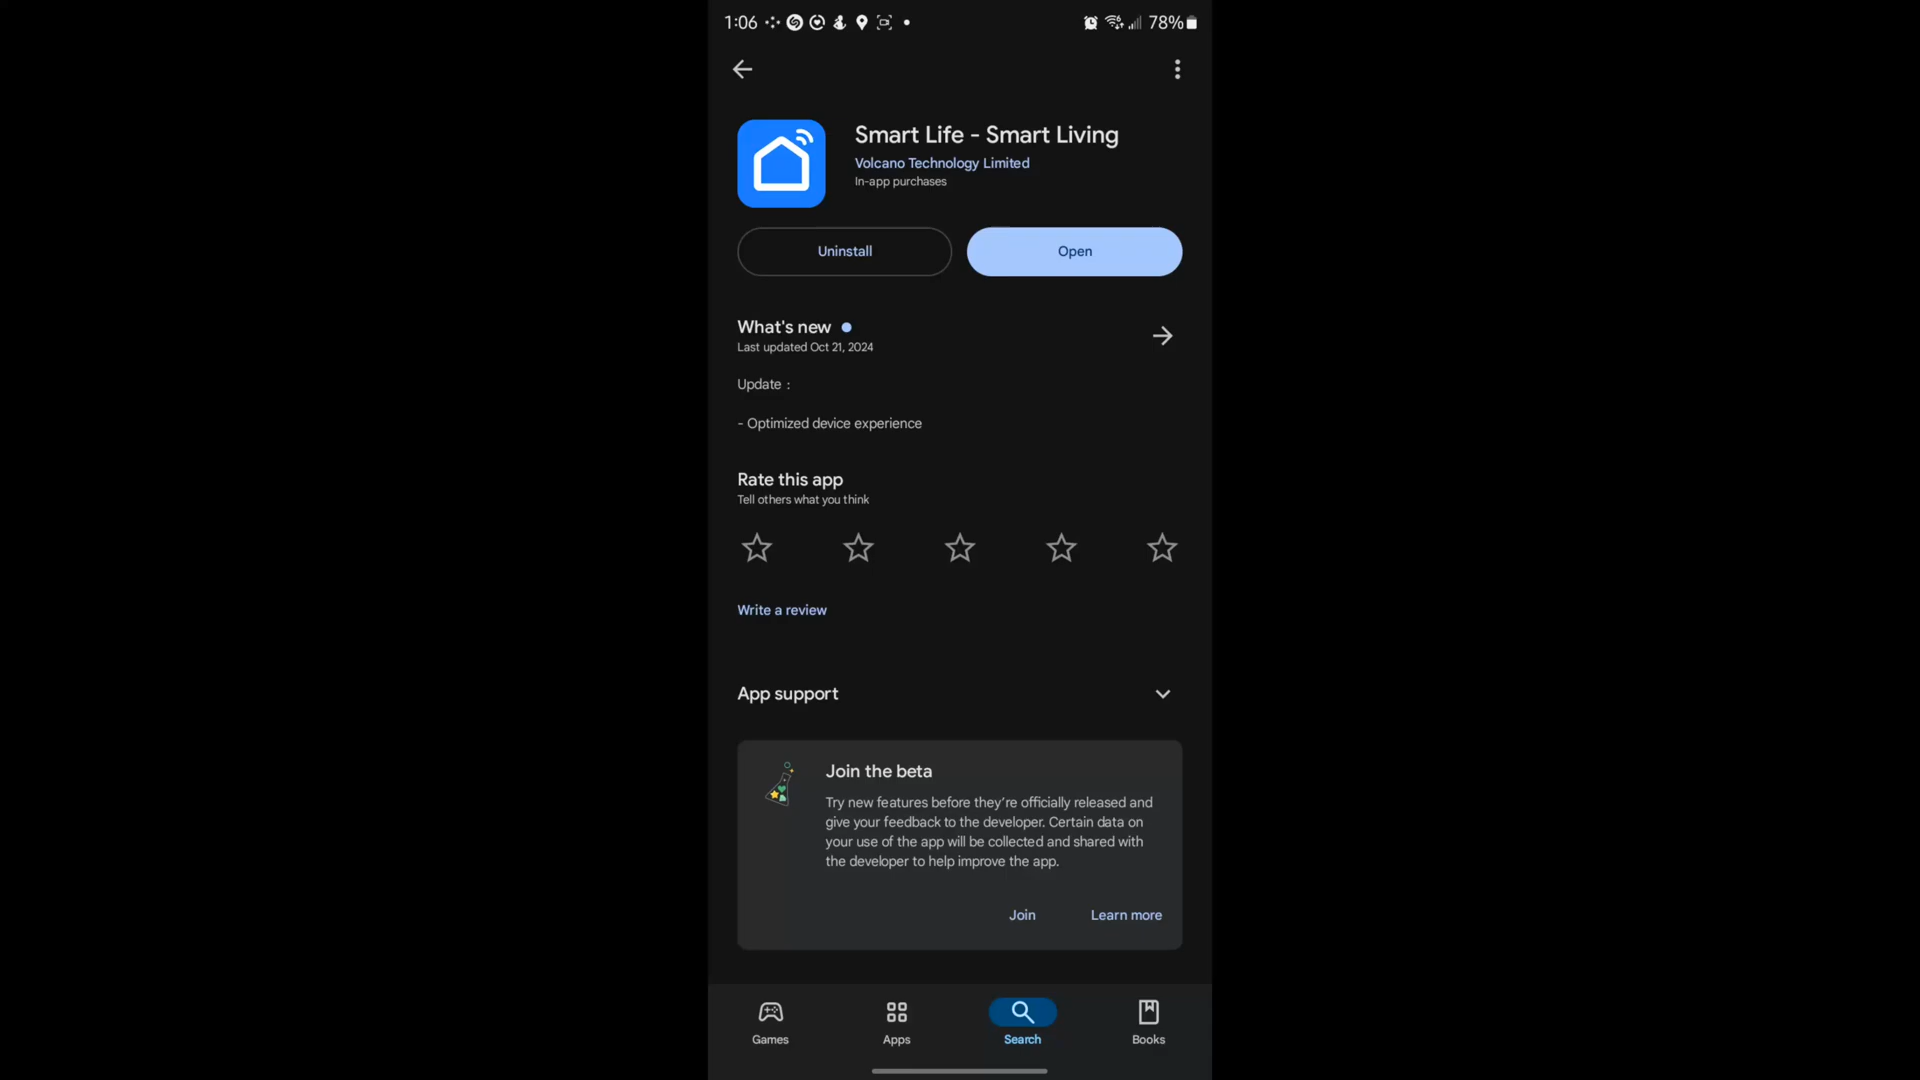 1:06
78%
Smart Life - Smart Living
Volcano Technology Limited
In-app purchases
Uninstall
Open
What's new
Last updated Oct 21, 2024
Update :
- Optimized device experience
Rate this app
Tell others what you think
Write a review
App support
Join the beta
Try new features before they're officially released and
give your feedback to the developer. Certain data on
your use of the app will be collected and shared with
the developer to help improve the app.
Join
Learn more
Games
Apps
Search
Books